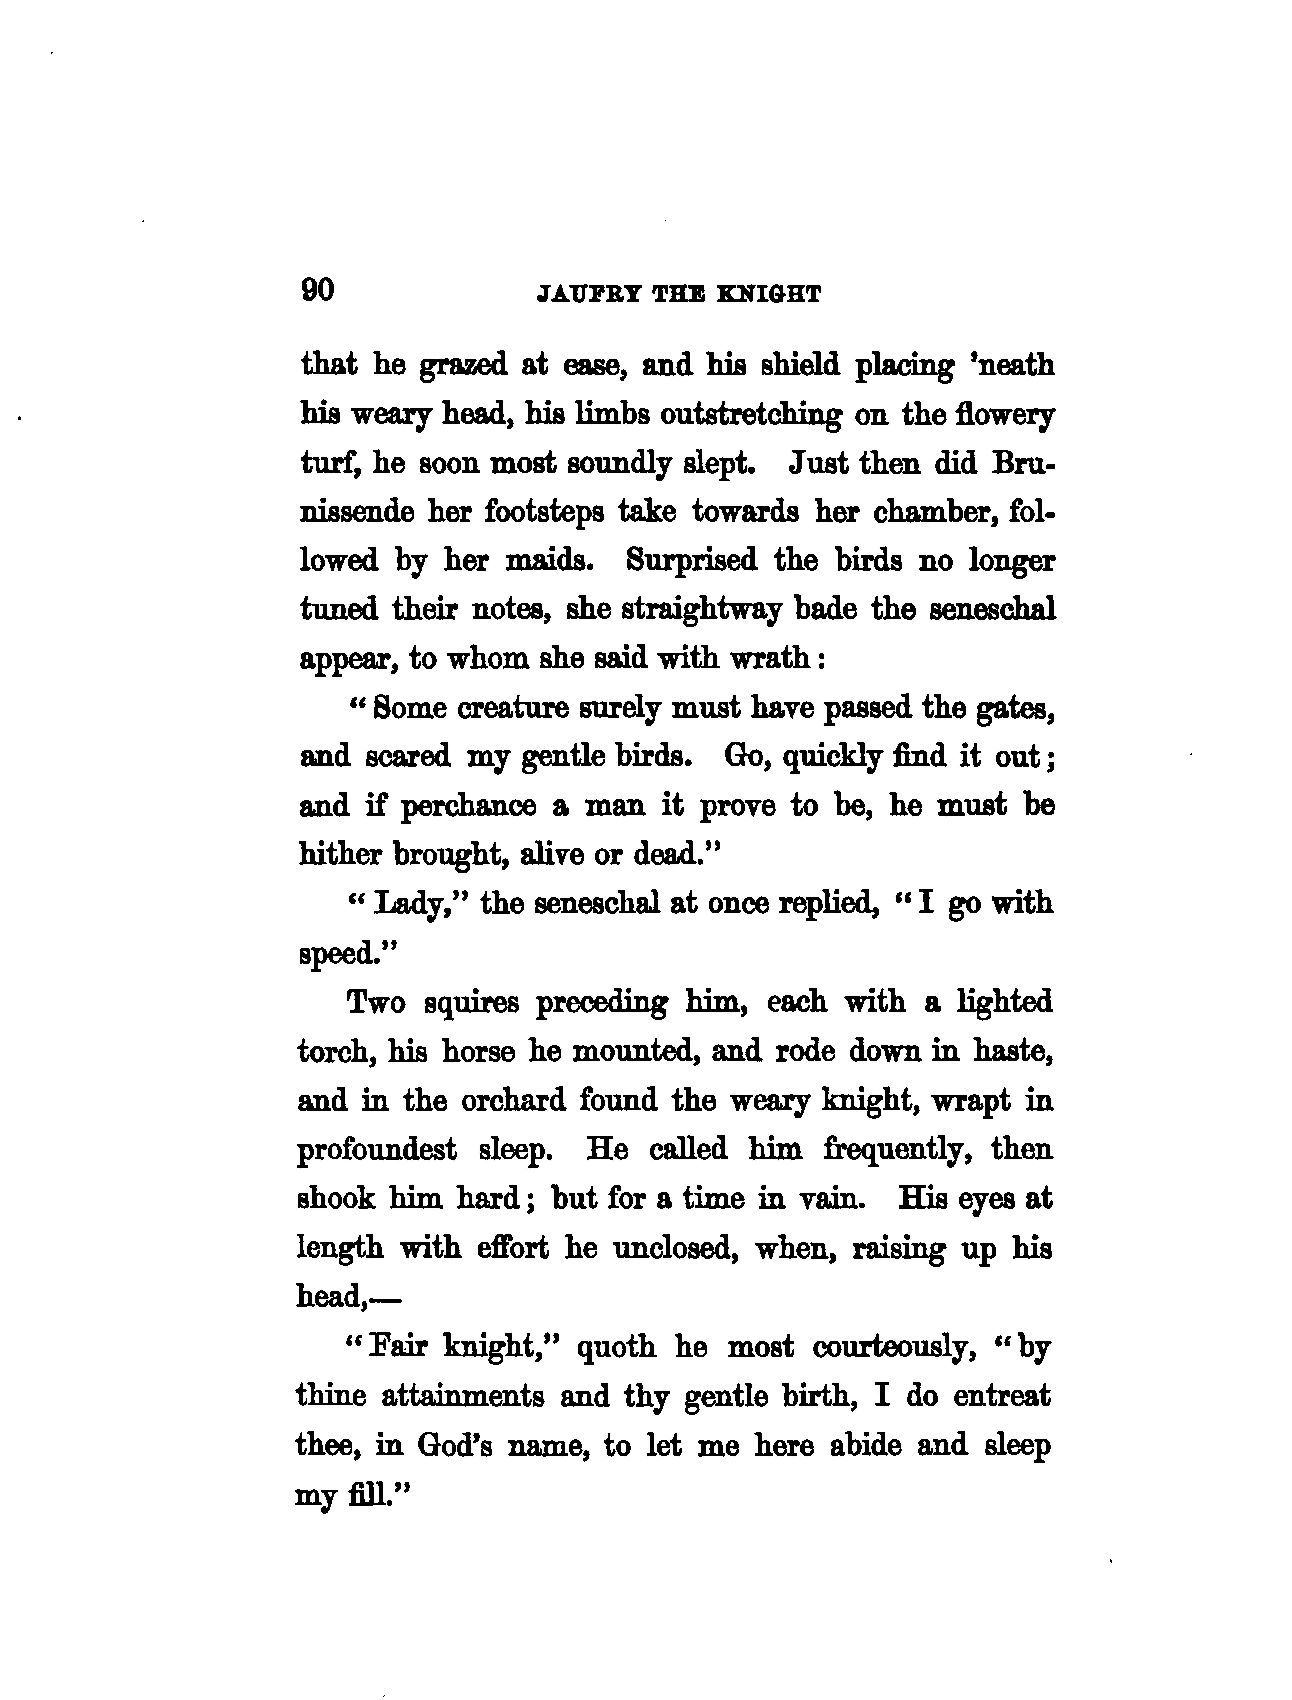 90 JAUFRY THE KNIGHT
that he grazed at ease, and his shield placing 'neath
his weary head, his limbs outstretching on the flowery
turf, he soon most soundly slept. Just then did Bru-
nissende her footsteps take towards her chamber, fol-
lowed by her maids. Surprised the birds no longer
tuned their notes, she straightway bade the seneschal
appear, to whom she said with wrath:
"Some creature surely must have passed the gates,
and scared my gentle birds. Go, quickly find it out;
and if perchance a man it prove to be, he must be
hither brought, alive or dead."
"Lady," the seneschal at once replied, "I go with
speed."
Two squires preceding him, each with a lighted
torch, his horse he mounted, and rode down in haste,
and in the orchard found the weary knight, wrapt in
profoundest sleep. He called him frequently, then
shook him hard; but for a time in vain. His eyes at
length with effort he unclosed, when, raising up his
head,—
"Fair knight," quoth he most courteously, "by
thine attainments and thy gentle birth, I do entreat
thee, in God's name, to let me here abide and sleep
my fill."